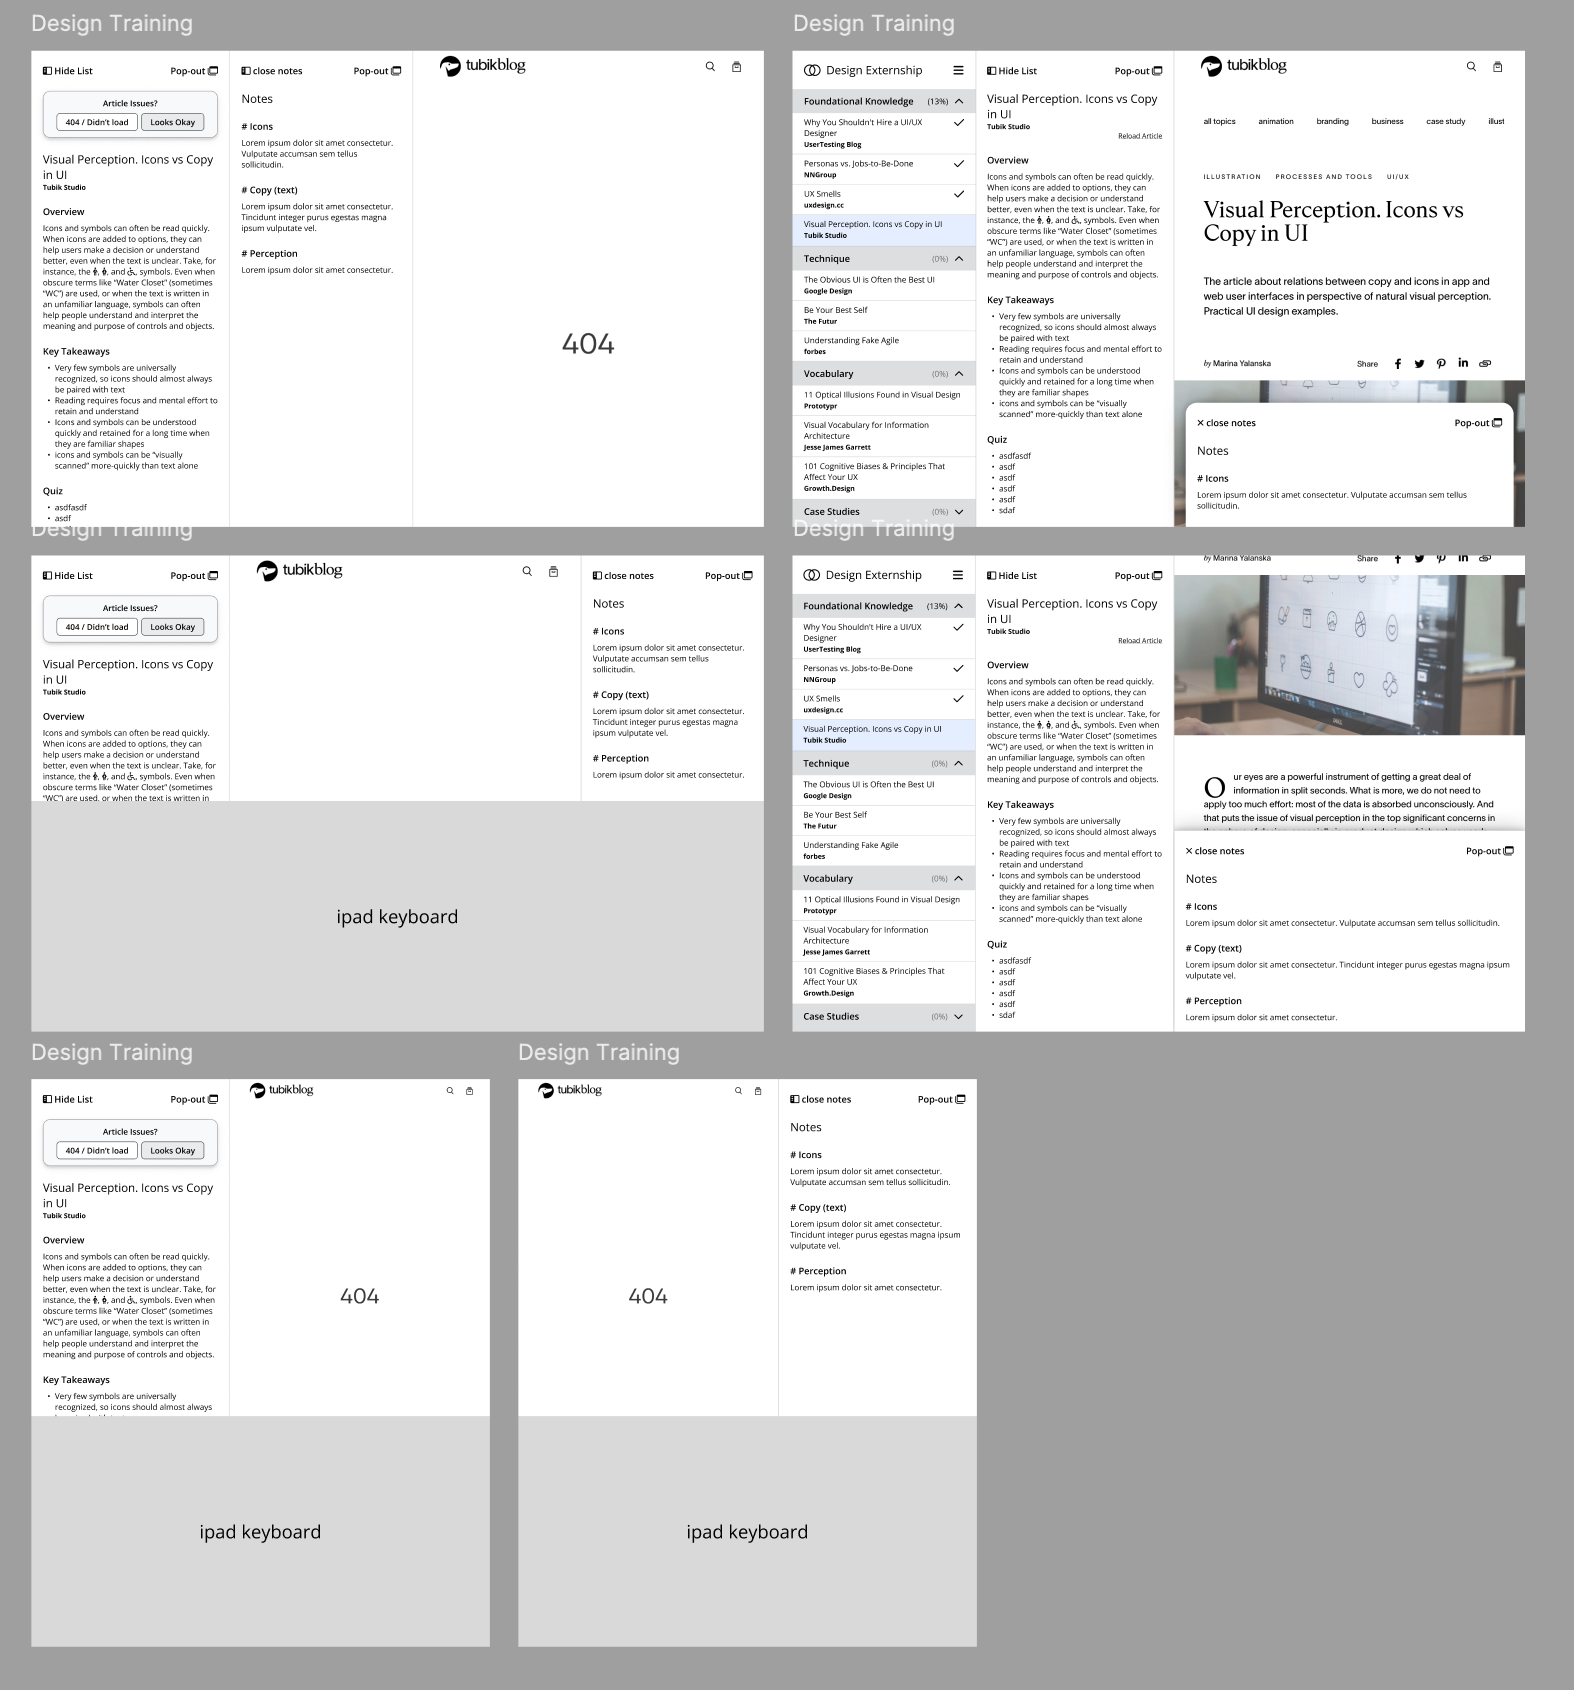 Design Training
Hide List
Pop-out
Article Issues?
404 / Didn't load
Looks Okay
Visual Perception. Icons vs Copy
in UI
Tubik Studio
Overview
Icons and symbols can often be read quickly.
When icons are added to options, they can
help users make a decision or understand
better, even when the text is unclear. Take, for
instance, the , , and , symbols. Even when
obscure terms like “Water Closet” (sometimes
“WC”) are used, or when the text is written in
an unfamiliar language, symbols can often
help people understand and interpret the
meaning and purpose of controls and objects.
Key Takeaways
• Very few symbols are universally
recognized, so icons should almost always
be paired with text
• Reading requires focus and mental effort to
retain and understand
• Icons and symbols can be understood
quickly and retained for a long time when
they are familiar shapes
• icons and symbols can be “visually
scanned” more-quickly than text alone
Quiz
• asdfasdf
• asdf
close notes
Pop-out
Notes
# Icons
Lorem ipsum dolor sit amet consectetur.
Vulputate accumsan sem tellus
sollicitudin.
# Copy (text)
Lorem ipsum dolor sit amet consectetur.
Tincidunt integer purus egestas magna
ipsum vulputate vel.
# Perception
Lorem ipsum dolor sit amet consectetur.
tubikblog
404
Design Training
Design Externship
Foundational Knowledge (13%)
Why You Shouldn't Hire a UI/UX
Designer
UserTesting Blog
Personas vs. Jobs-to-Be-Done
NNGroup
UX Smells
uxdesign.cc
Visual Perception. Icons vs Copy in UI
Tubik Studio
Technique (0%)
The Obvious UI is Often the Best UI
Google Design
Be Your Best Self
The Futur
Understanding Fake Agile
forbes
Vocabulary (0%)
11 Optical Illusions Found in Visual Design
Prototypr
Visual Vocabulary for Information
Architecture
Jesse James Garrett
101 Cognitive Biases & Principles That
Affect Your UX
Growth.Design
Case Studies (0%)
Hide List
Pop-out
Visual Perception. Icons vs Copy
in UI
Tubik Studio
Reload Article
Overview
Icons and symbols can often be read quickly.
When icons are added to options, they can
help users make a decision or understand
better, even when the text is unclear. Take, for
instance, the , , and , symbols. Even when
obscure terms like “Water Closet” (sometimes
“WC”) are used, or when the text is written in
an unfamiliar language, symbols can often
help people understand and interpret the
meaning and purpose of controls and objects.
Key Takeaways
• Very few symbols are universally
recognized, so icons should almost always
be paired with text
• Reading requires focus and mental effort to
retain and understand
• Icons and symbols can be understood
quickly and retained for a long time when
they are familiar shapes
• icons and symbols can be “visually
scanned” more-quickly than text alone
Quiz
• asdfasdf
• asdf
• asdf
• asdf
• asdf
• sdaf
tubikblog
all topics animation branding business case study illust
ILLUSTRATION PROCESSES AND TOOLS UI/UX
Visual Perception. Icons vs
Copy in UI
The article about relations between copy and icons in app and
web user interfaces in perspective of natural visual perception.
Practical UI design examples.
by Marina Yalanska
Share
× close notes
Pop-out
Notes
# Icons
Lorem ipsum dolor sit amet consectetur. Vulputate accumsan sem tellus
sollicitudin.
Design Training
Hide List
Pop-out
Article Issues?
404 / Didn't load
Looks Okay
Visual Perception. Icons vs Copy
in UI
Tubik Studio
Overview
Icons and symbols can often be read quickly.
When icons are added to options, they can
help users make a decision or understand
better, even when the text is unclear. Take, for
instance, the , , and , symbols. Even when
obscure terms like “Water Closet” (sometimes
“WC”) are used, or when the text is written in
tubikblog
close notes
Pop-out
Notes
# Icons
Lorem ipsum dolor sit amet consectetur.
Vulputate accumsan sem tellus
sollicitudin.
# Copy (text)
Lorem ipsum dolor sit amet consectetur.
Tincidunt integer purus egestas magna
ipsum vulputate vel.
# Perception
Lorem ipsum dolor sit amet consectetur.
ipad keyboard
Design Training
Design Externship
Foundational Knowledge (13%)
Why You Shouldn't Hire a UI/UX
Designer
UserTesting Blog
Personas vs. Jobs-to-Be-Done
NNGroup
UX Smells
uxdesign.cc
Visual Perception. Icons vs Copy in UI
Tubik Studio
Technique (0%)
The Obvious UI is Often the Best UI
Google Design
Be Your Best Self
The Futur
Understanding Fake Agile
forbes
Vocabulary (0%)
11 Optical Illusions Found in Visual Design
Prototypr
Visual Vocabulary for Information
Architecture
Jesse James Garrett
101 Cognitive Biases & Principles That
Affect Your UX
Growth.Design
Case Studies (0%)
Hide List
Pop-out
Visual Perception. Icons vs Copy
in UI
Tubik Studio
Reload Article
Overview
Icons and symbols can often be read quickly.
When icons are added to options, they can
help users make a decision or understand
better, even when the text is unclear. Take, for
instance, the , , and , symbols. Even when
obscure terms like “Water Closet” (sometimes
“WC”) are used, or when the text is written in
an unfamiliar language, symbols can often
help people understand and interpret the
meaning and purpose of controls and objects.
Key Takeaways
• Very few symbols are universally
recognized, so icons should almost always
be paired with text
• Reading requires focus and mental effort to
retain and understand
• Icons and symbols can be understood
quickly and retained for a long time when
they are familiar shapes
• icons and symbols can be “visually
scanned” more-quickly than text alone
Quiz
• asdfasdf
• asdf
• asdf
• asdf
• asdf
• sdaf
by Marina Yalanska
Share
DELL
Our eyes are a powerful instrument of getting a great deal of
information in split seconds. What is more, we do not need to
apply too much effort: most of the data is absorbed unconsciously. And
that puts the issue of visual perception in the top significant concerns in
× close notes
Pop-out
Notes
# Icons
Lorem ipsum dolor sit amet consectetur. Vulputate accumsan sem tellus sollicitudin.
# Copy (text)
Lorem ipsum dolor sit amet consectetur. Tincidunt integer purus egestas magna ipsum
vulputate vel.
# Perception
Lorem ipsum dolor sit amet consectetur.
Design Training
Hide List
Pop-out
Article Issues?
404 / Didn't load
Looks Okay
Visual Perception. Icons vs Copy
in UI
Tubik Studio
Overview
Icons and symbols can often be read quickly.
When icons are added to options, they can
help users make a decision or understand
better, even when the text is unclear. Take, for
instance, the , , and , symbols. Even when
obscure terms like “Water Closet” (sometimes
“WC”) are used, or when the text is written in
an unfamiliar language, symbols can often
help people understand and interpret the
meaning and purpose of controls and objects.
Key Takeaways
• Very few symbols are universally
recognized, so icons should almost always
tubikblog
404
ipad keyboard
Design Training
tubikblog
404
close notes
Pop-out
Notes
# Icons
Lorem ipsum dolor sit amet consectetur.
Vulputate accumsan sem tellus sollicitudin.
# Copy (text)
Lorem ipsum dolor sit amet consectetur.
Tincidunt integer purus egestas magna ipsum
vulputate vel.
# Perception
Lorem ipsum dolor sit amet consectetur.
ipad keyboard